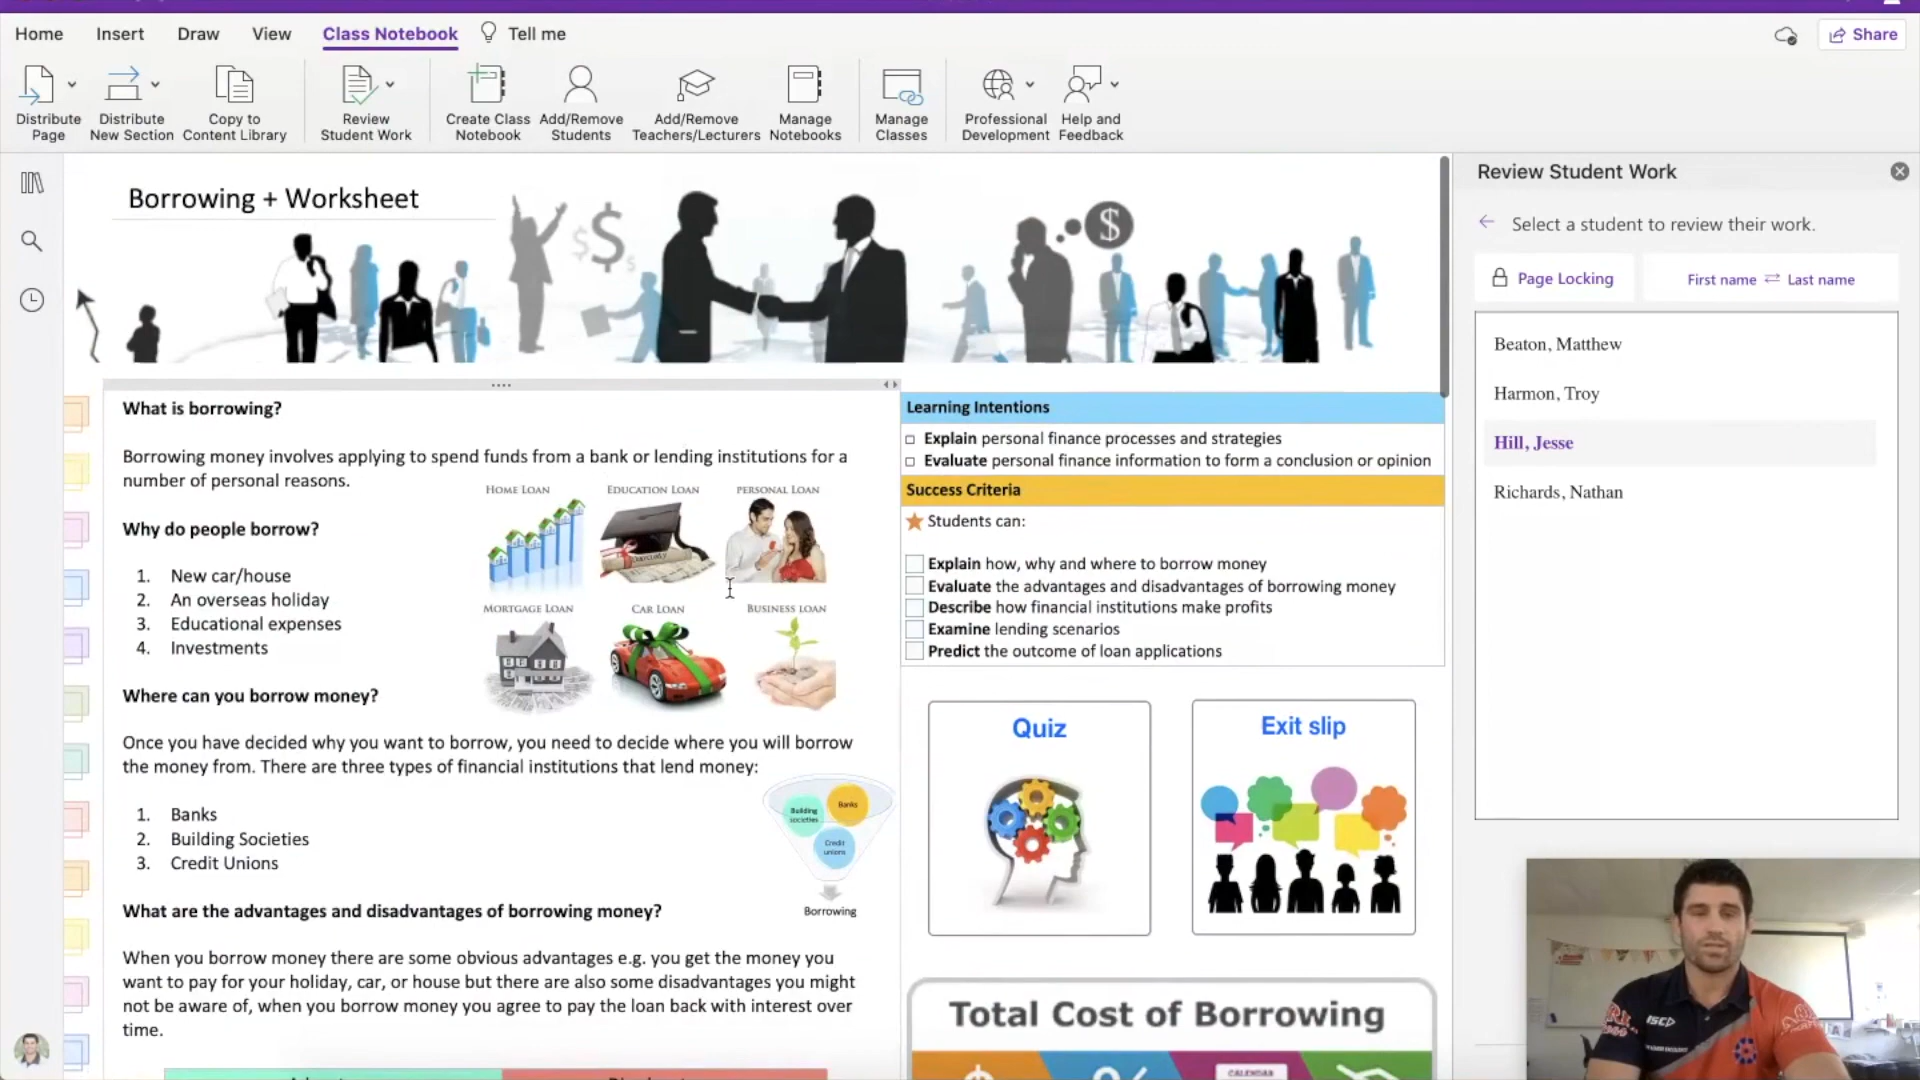 Home Insert Draw View Class Notebook Tell me
Share
Distribute Page
Distribute New Section
Copy to Content Library
Review Student Work
Create Class Notebook
Add/Remove Students
Add/Remove Teachers/Lecturers
Manage Notebooks
Manage Classes
Professional Development
Help and Feedback
Borrowing + Worksheet
$
$
What is borrowing?
Borrowing money involves applying to spend funds from a bank or lending institutions for a
number of personal reasons.
HOME LOAN EDUCATION LOAN PERSONAL LOAN
Why do people borrow?
1. New car/house
2. An overseas holiday
3. Educational expenses
4. Investments
MORTGAGE LOAN CAR LOAN BUSINESS LOAN
Where can you borrow money?
Once you have decided why you want to borrow, you need to decide where you will borrow
the money from. There are three types of financial institutions that lend money:
1. Banks
2. Building Societies
3. Credit Unions
Building societies
Banks
Credit unions
Borrowing
What are the advantages and disadvantages of borrowing money?
When you borrow money there are some obvious advantages e.g. you get the money you
want to pay for your holiday, car, or house but there are also some disadvantages you might
not be aware of, when you borrow money you agree to pay the loan back with interest over
time.
Learning Intentions
Explain personal finance processes and strategies
Evaluate personal finance information to form a conclusion or opinion
Success Criteria
Students can:
Explain how, why and where to borrow money
Evaluate the advantages and disadvantages of borrowing money
Describe how financial institutions make profits
Examine lending scenarios
Predict the outcome of loan applications
Quiz
Exit slip
Total Cost of Borrowing
CALENDAR
Review Student Work
Select a student to review their work.
Page Locking
First name ⇄ Last name
Beaton, Matthew
Harmon, Troy
Hill, Jesse
Richards, Nathan
ISCD